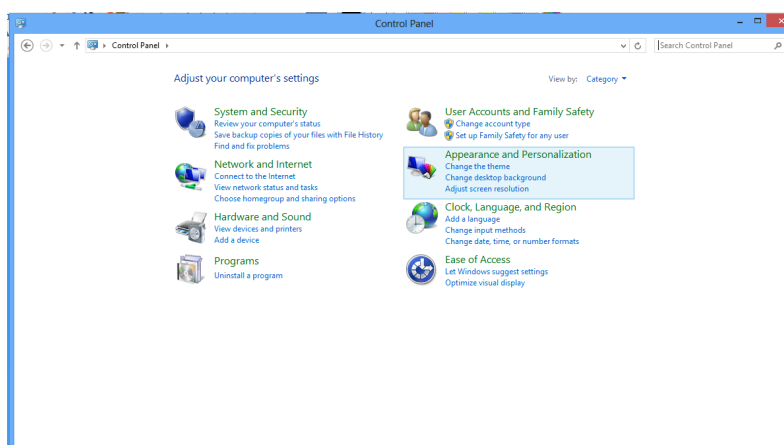 Control Panel
Control Panel
Search Control Panel
Adjust your computer's settings
View by: Category
System and Security
Review your computer's status
Save backup copies of your files with File History
Find and fix problems
Network and Internet
Connect to the Internet
View network status and tasks
Choose homegroup and sharing options
Hardware and Sound
View devices and printers
Add a device
Programs
Uninstall a program
User Accounts and Family Safety
Change account type
Set up Family Safety for any user
Appearance and Personalization
Change the theme
Change desktop background
Adjust screen resolution
Clock, Language, and Region
Add a language
Change input methods
Change date, time, or number formats
Ease of Access
Let Windows suggest settings
Optimize visual display